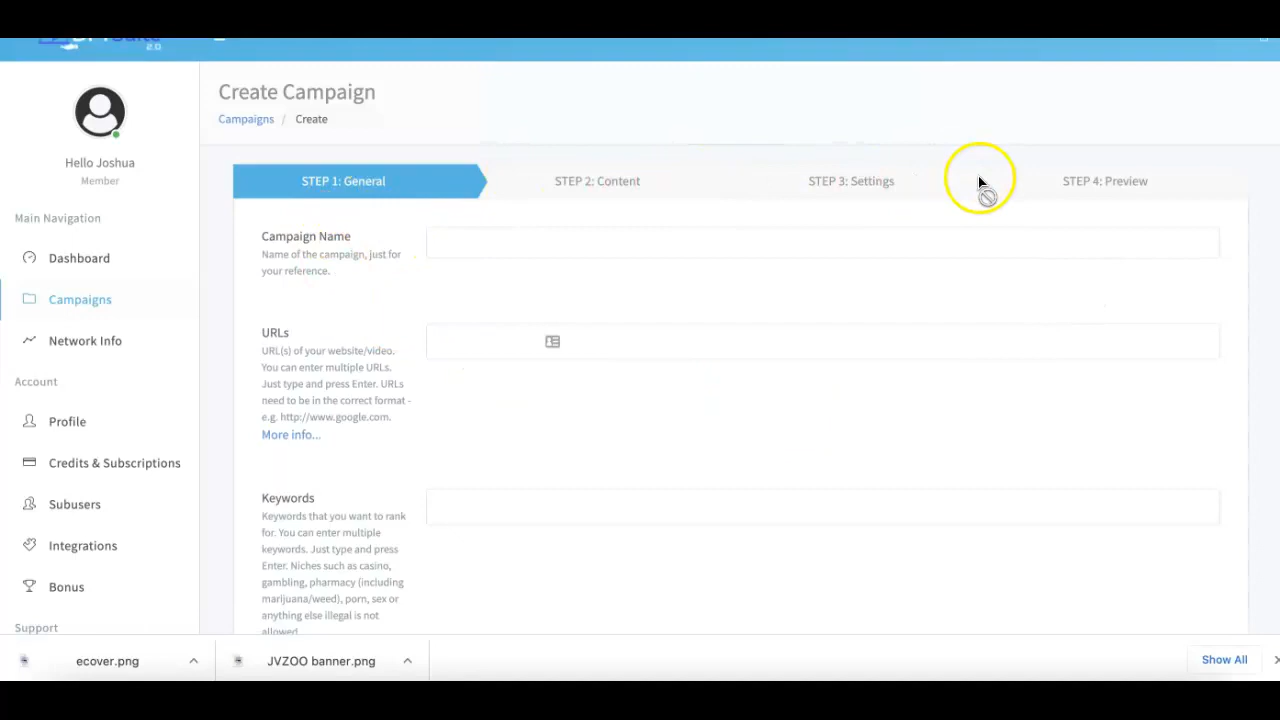 2.0
Create Campaign
Campaigns / Create
Hello Joshua
Member
Main Navigation
Dashboard
Campaigns
Network Info
Account
Profile
Credits & Subscriptions
Subusers
Integrations
Bonus
Support
STEP 1: General
STEP 2: Content
STEP 3: Settings
STEP 4: Preview
Campaign Name
Name of the campaign, just for
your reference.
URLs
URL(s) of your website/video.
You can enter multiple URLs.
Just type and press Enter. URLs
need to be in the correct format -
e.g. http://www.google.com.
More info...
Keywords
Keywords that you want to rank
for. You can enter multiple
keywords. Just type and press
Enter. Niches such as casino,
gambling, pharmacy (including
marijuana/weed), porn, sex or
anything else illegal is not
allowed
ecover.png
JVZOO banner.png
Show All